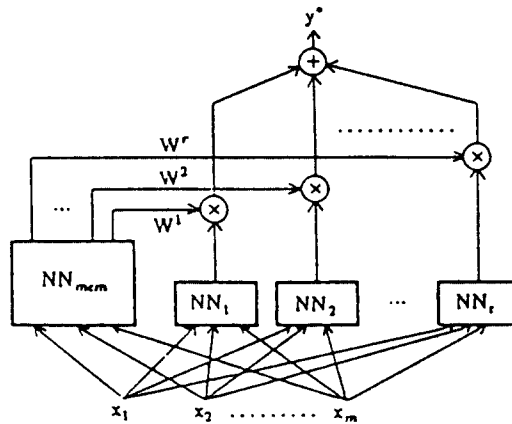 y*
+
..............
W^r
×
W^2
×
...
W^1
×
NN_mem
NN_1
NN_2
...
NN_r
x_1
x_2
.........
x_m